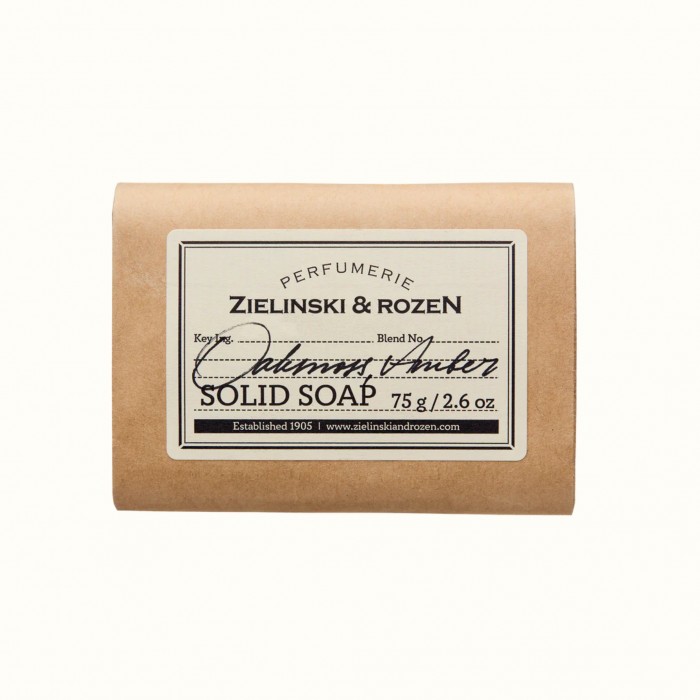 PERFUMERIE
ZIELINSKI & ROZEN
Key Ing. Blend No.
Oakmoss, Amber
SOLID SOAP 75 g / 2.6 oz
Established 1905 | www.zielinskiandrozen.com